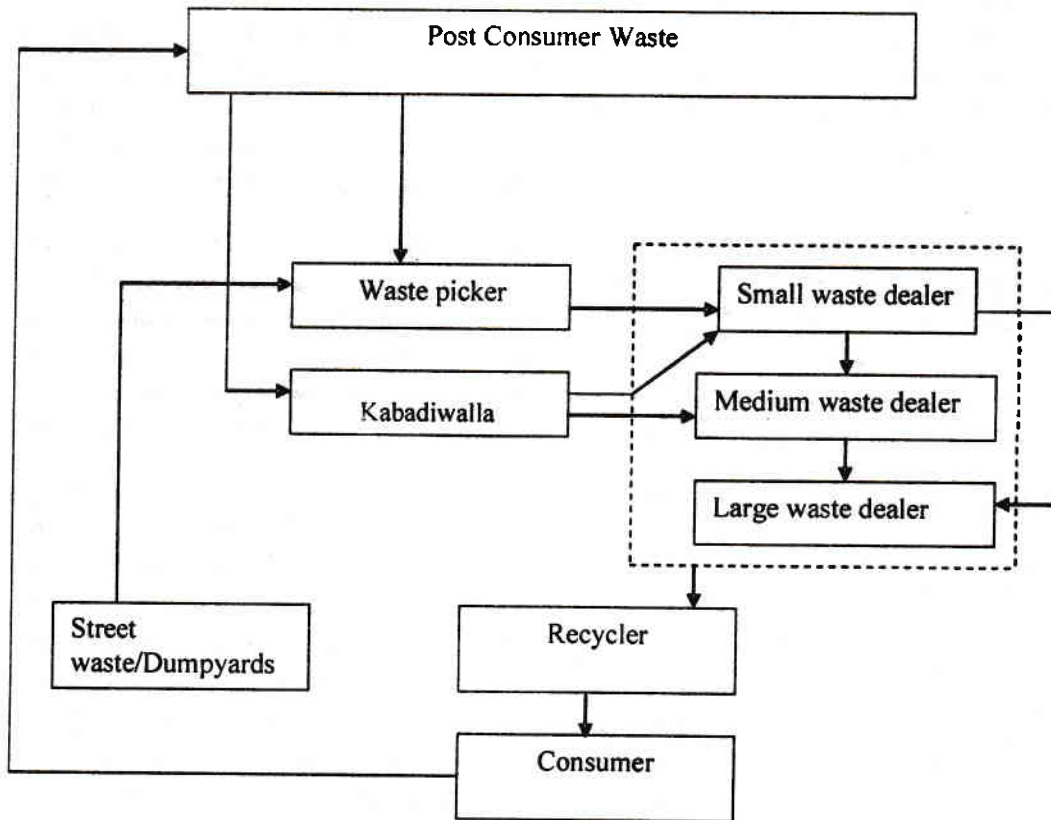 Post Consumer Waste
Waste picker
Small waste dealer
Kabadiwalla
Medium waste dealer
Large waste dealer
Street
waste/Dumpyards
Recycler
Consumer